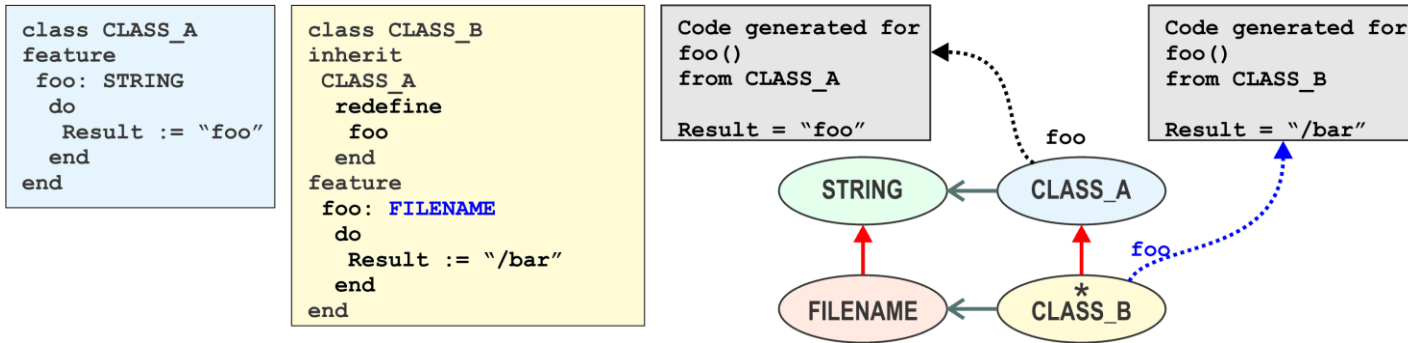 class CLASS_A
feature
foo: STRING
do
Result := “foo”
end
end
class CLASS_B
inherit
CLASS_A
redefine
foo
end
feature
foo: FILENAME
do
Result := “/bar”
end
end
Code generated for
foo()
from CLASS_A
Result = “foo”
Code generated for
foo()
from CLASS_B
Result = “/bar”
foo
STRING
CLASS_A
foo
FILENAME
*
CLASS_B